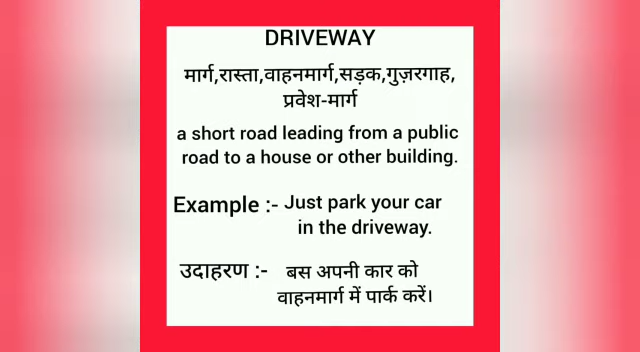 DRIVEWAY
मार्ग,रास्ता,वाहनमार्ग,सड़क,गुज़रगाह,
प्रवेश-मार्ग
a short road leading from a public
road to a house or other building.
Example :- Just park your car
in the driveway.
उदाहरण :- बस अपनी कार को
वाहनमार्ग में पार्क करें।